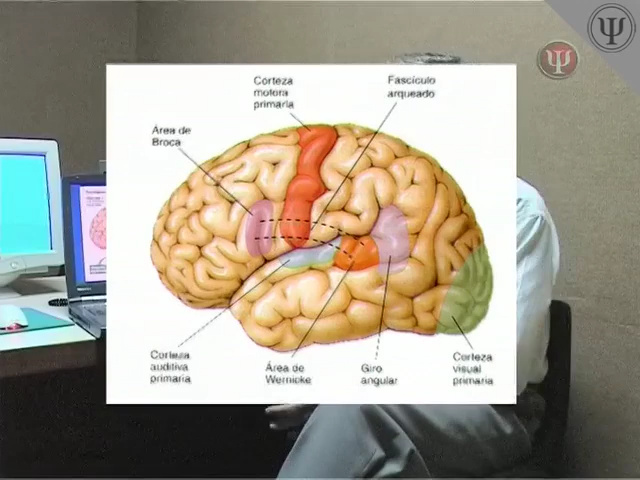 Corteza
motora
primaria
Fascículo
arqueado
Área de
Broca
Corteza
auditiva
primaria
Área de
Wernicke
Giro
angular
Corteza
visual
primaria